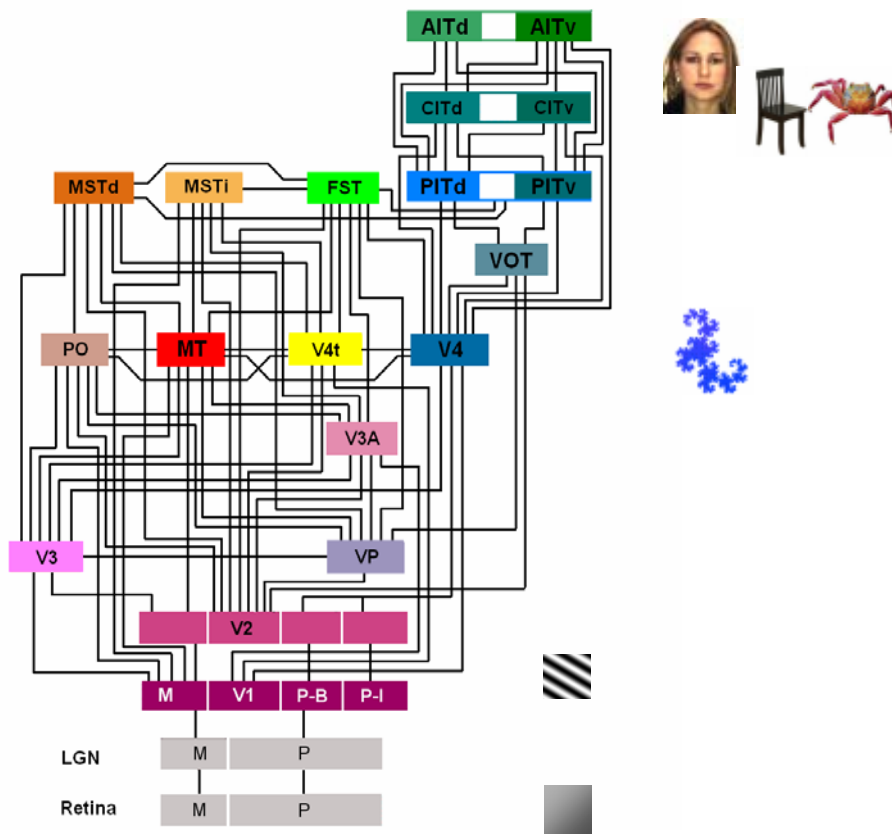 AITd AITv
CITd CITv
MSTd MSTi FST PITd PITv
VOT
PO MT V4t V4
V3A
V3 VP
V2
M V1 P-B P-I
LGN M P
Retina M P